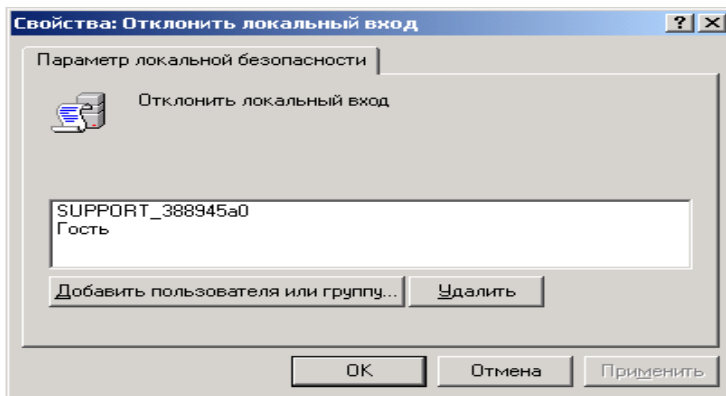 Свойства: Отклонить локальный вход
Параметр локальной безопасности
Отклонить локальный вход
SUPPORT_388945a0
Гость
Добавить пользователя или группу... Удалить
OK Отмена Применить